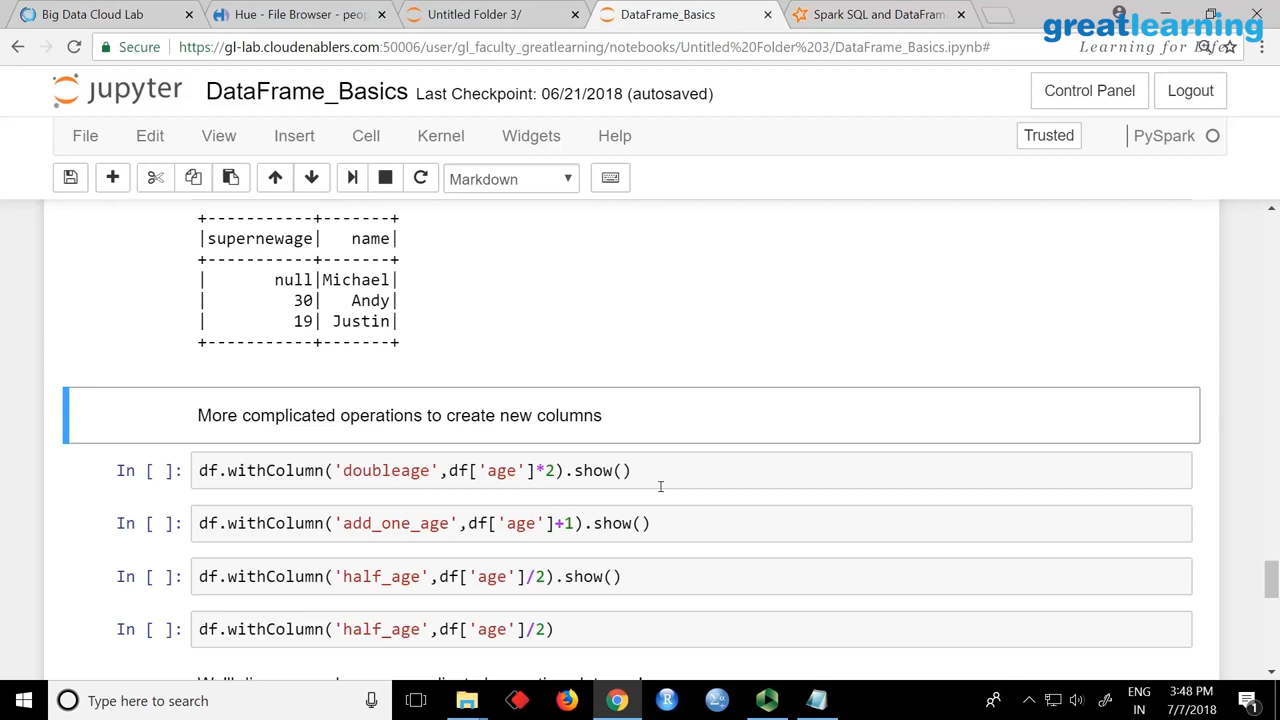 Big Data Cloud Lab
Hue - File Browser - peop
Untitled Folder 3/
DataFrame_Basics
Spark SQL and DataFram
greatlearning
Learning for Life
Secure
https://gl-lab.cloudenablers.com:50006/user/gl_faculty_greatlearning/notebooks/Untitled%20Folder%203/DataFrame_Basics.ipynb#
jupyter
DataFrame_Basics Last Checkpoint: 06/21/2018 (autosaved)
Control Panel
Logout
File Edit View Insert Cell Kernel Widgets Help
Trusted
PySpark
Markdown
+-----------+-------+
|supernewage|   name|
+-----------+-------+
|       null|Michael|
|         30|   Andy|
|         19| Justin|
+-----------+-------+
More complicated operations to create new columns
In [ ]: df.withColumn('doubleage',df['age']*2).show()
In [ ]: df.withColumn('add_one_age',df['age']+1).show()
In [ ]: df.withColumn('half_age',df['age']/2).show()
In [ ]: df.withColumn('half_age',df['age']/2)
Type here to search
ENG
IN
3:48 PM
7/7/2018
1